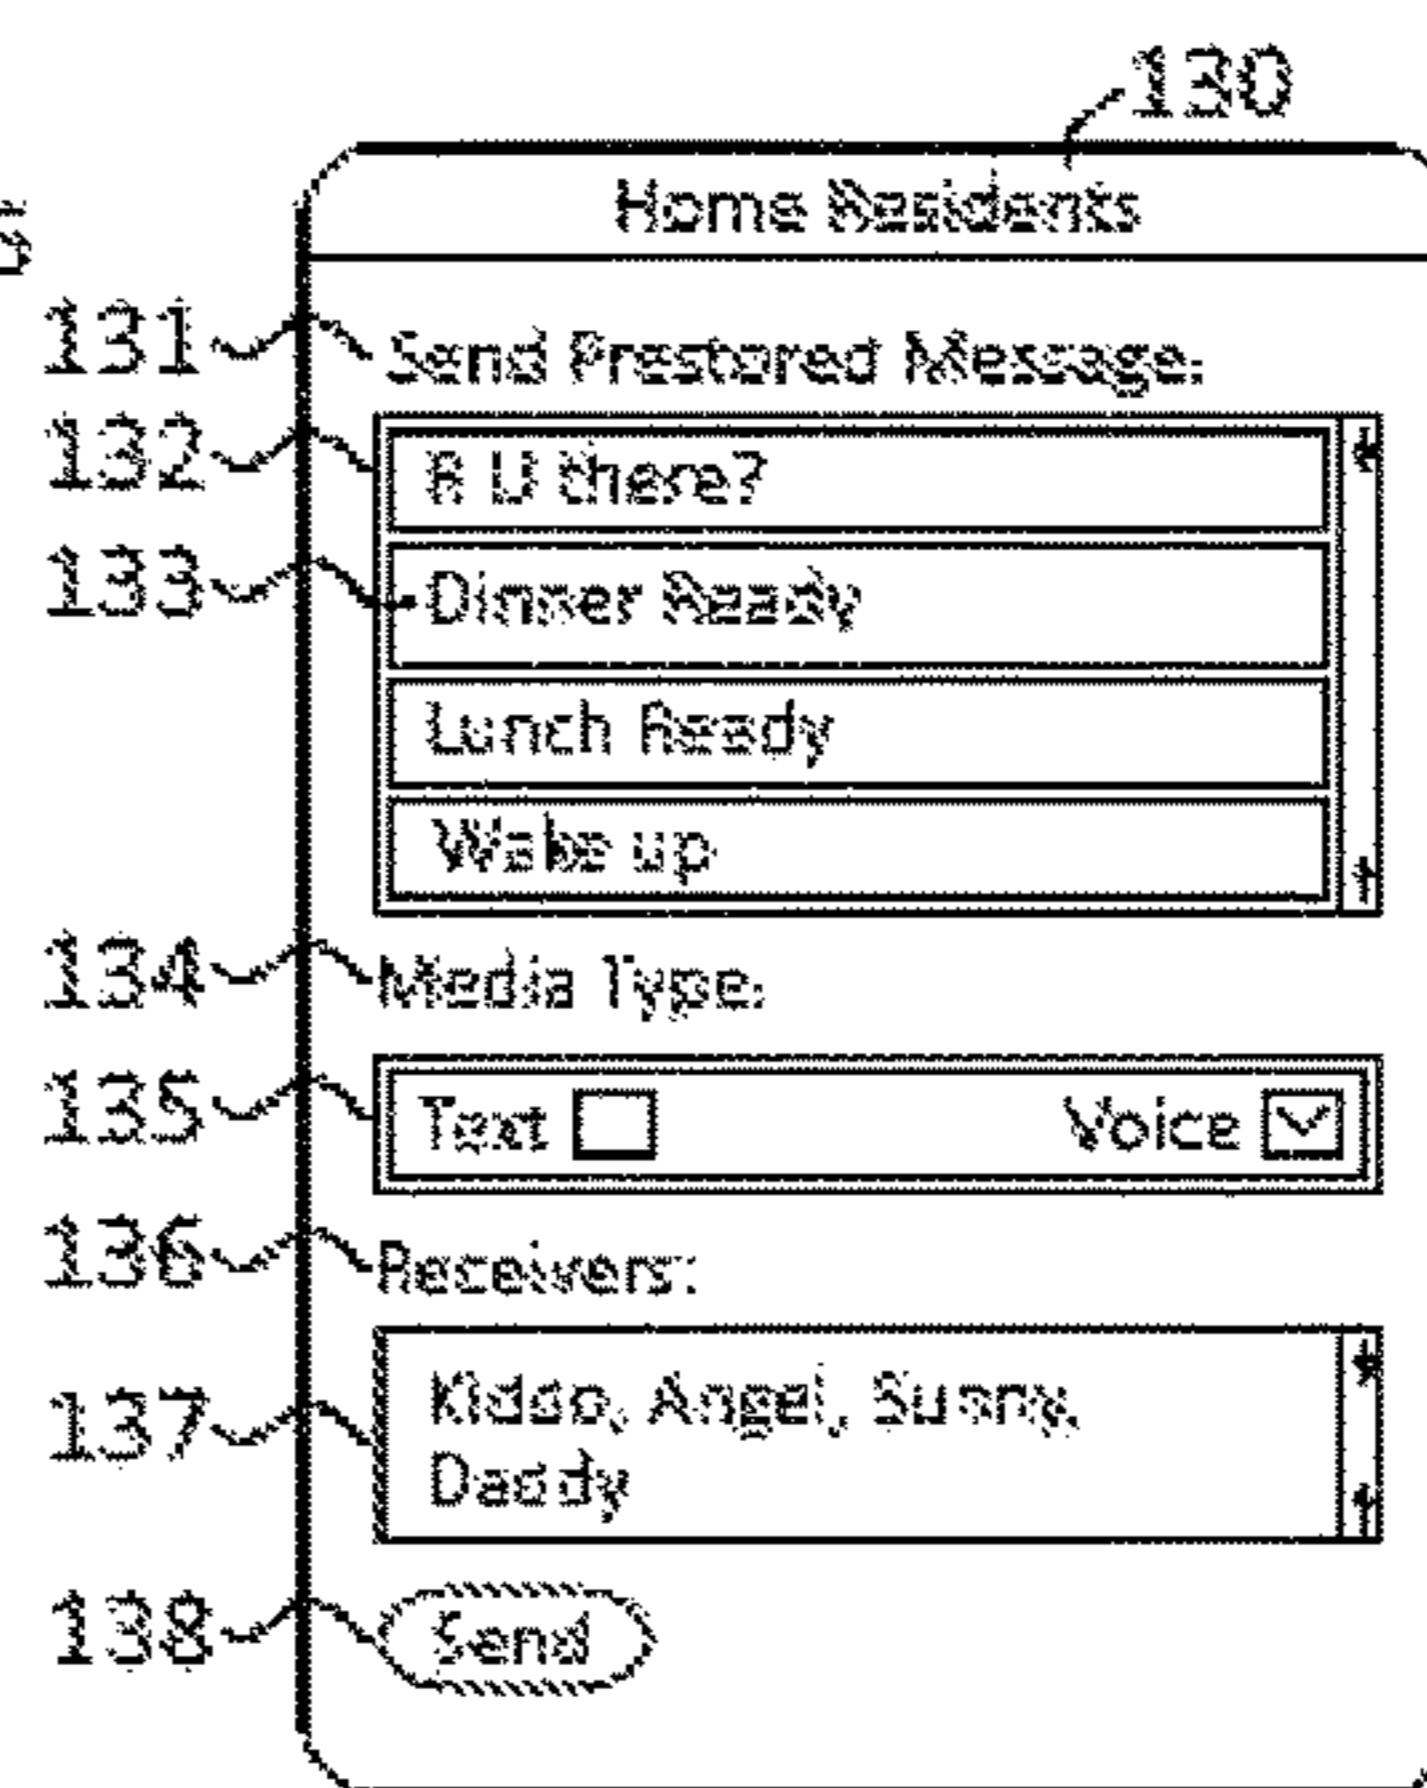 130
Home Residents
131 Send Prestored Message:
132 R U there?
133 Dinner Ready
Lunch Ready
Wake up
134 Media Type:
135 Text Voice
136 Receivers:
137 Kiddo, Angel, Sunny,
Daddy
138 Send